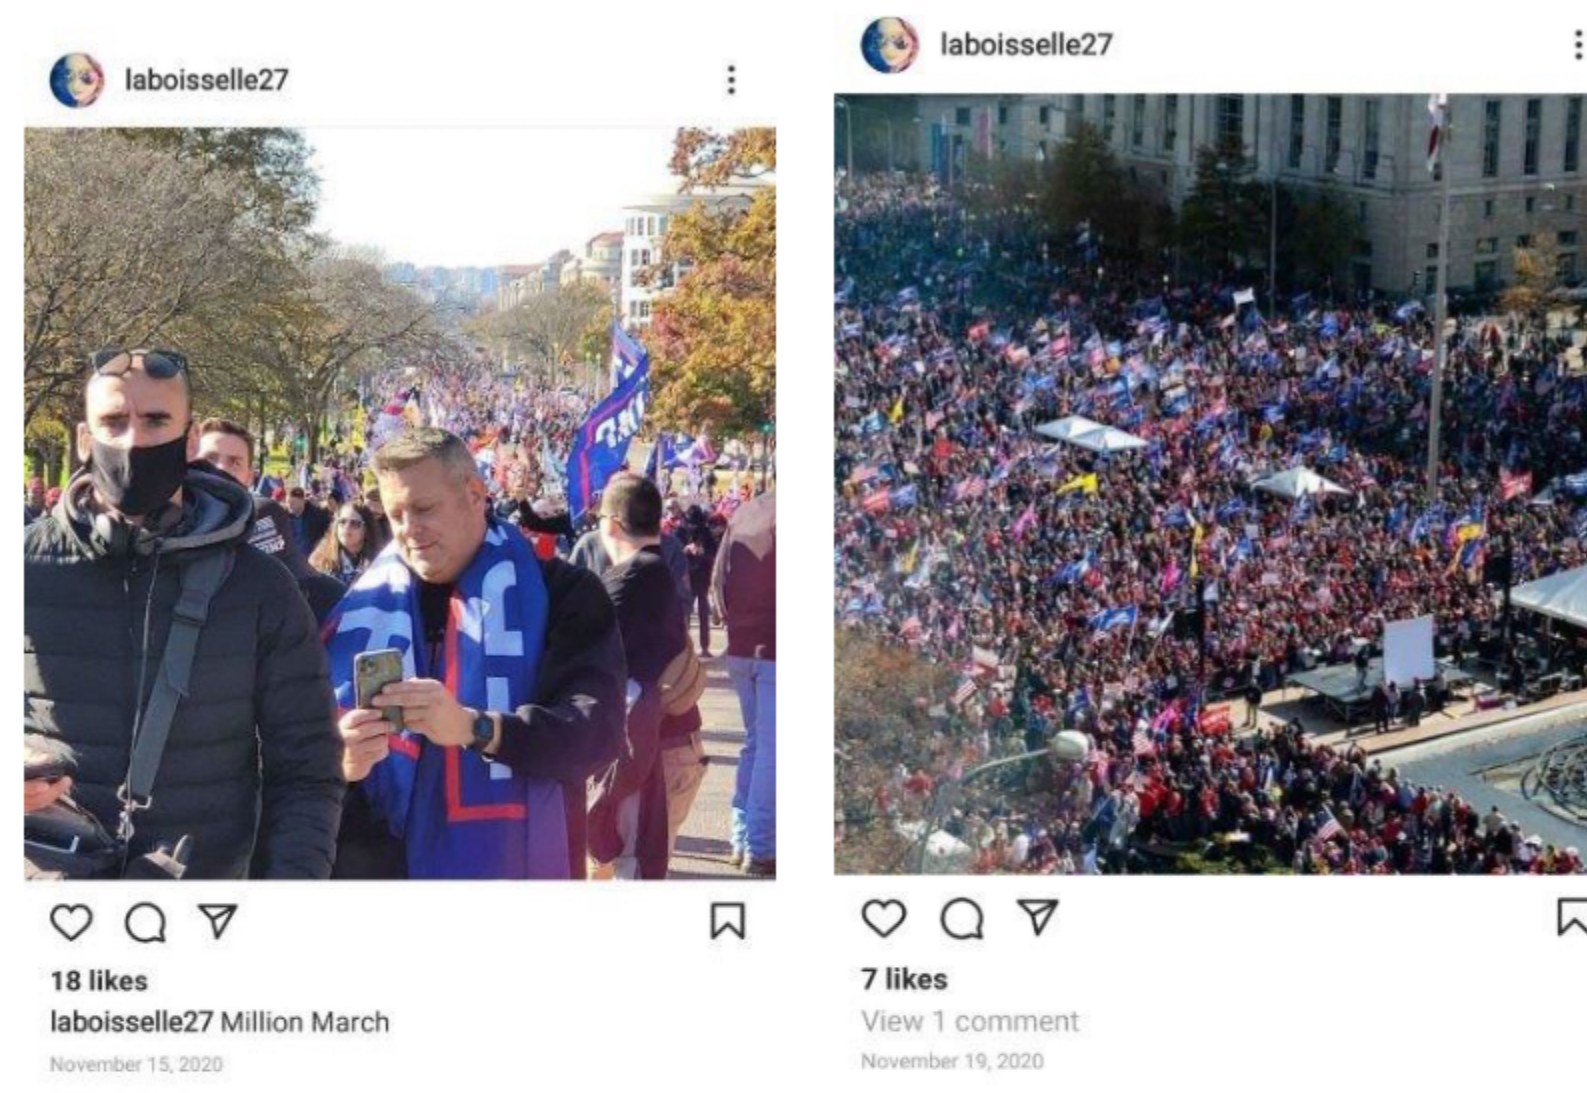 laboisselle27
18 likes
laboisselle27 Million March
November 15, 2020
laboisselle27
7 likes
View 1 comment
November 19, 2020